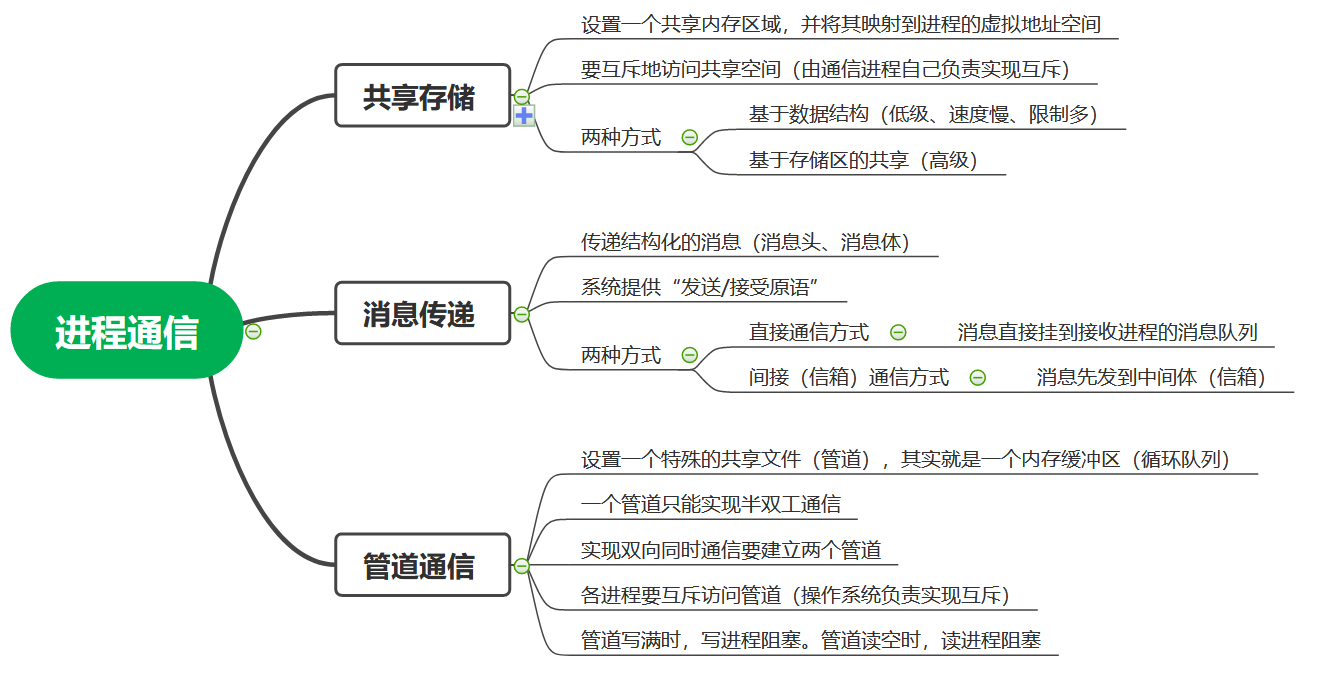 进程通信
共享存储
设置一个共享内存区域，并将其映射到进程的虚拟地址空间
要互斥地访问共享空间（由通信进程自己负责实现互斥）
两种方式
基于数据结构（低级、速度慢、限制多）
基于存储区的共享（高级）
消息传递
传递结构化的消息（消息头、消息体）
系统提供“发送/接受原语”
两种方式
直接通信方式
消息直接挂到接收进程的消息队列
间接（信箱）通信方式
消息先发到中间体（信箱）
管道通信
设置一个特殊的共享文件（管道），其实就是一个内存缓冲区（循环队列）
一个管道只能实现半双工通信
实现双向同时通信要建立两个管道
各进程要互斥访问管道（操作系统负责实现互斥）
管道写满时，写进程阻塞。管道读空时，读进程阻塞